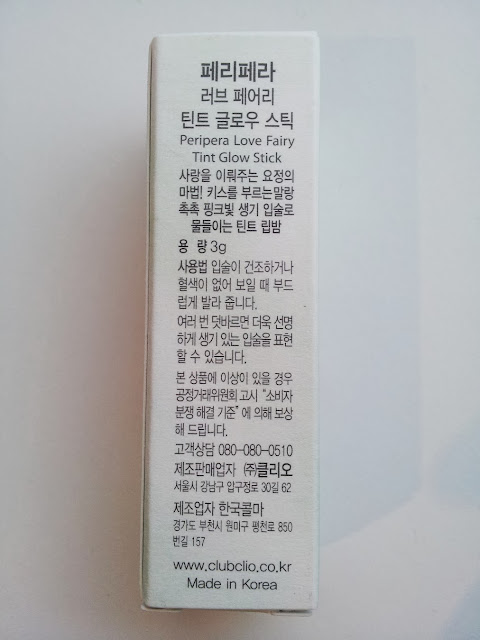 페리페라
러브 페어리
틴트 글로우 스틱
Peripera Love Fairy
Tint Glow Stick
사랑을 이뤄주는 요정의
마법! 키스를 부르는말랑
촉촉 핑크빛 생기 입술로
물들이는 틴트 립밤
용 량 3g
사용법 입술이 건조하거나
혈색이 없어 보일 때 부드
럽게 발라 줍니다.
여러 번 덧바르면 더욱 선명
하게 생기 있는 입술을 표현
할 수 있습니다.
본 상품에 이상이 있을 경우
공정거래위원회 고시 "소비자
분쟁 해결 기준"에 의해 보상
해 드립니다.
고객상담 080-080-0510
제조판매업자 (주)클리오
서울시 강남구 압구정로 30길 62
제조업자 한국콜마
경기도 부천시 원미구 평천로 850
번길 157
www.clubclio.co.kr
Made in Korea